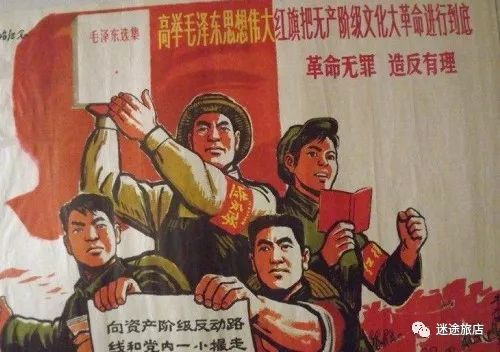 高举毛泽东思想伟大红旗把无产阶级文化大革命进行到底
革命无罪 造反有理
毛泽东选集
向资产阶级反动路
线和党内一小撮走
迷途旅店